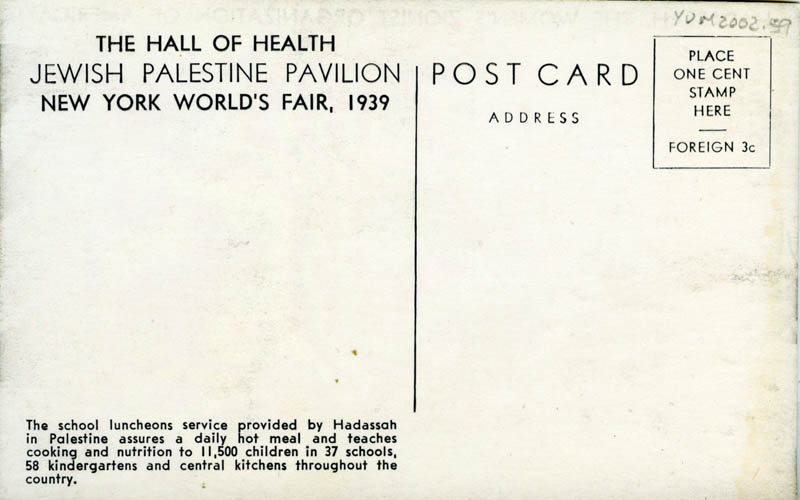 YUM2002.
THE HALL OF HEALTH
JEWISH PALESTINE PAVILION
NEW YORK WORLD'S FAIR, 1939
POST CARD
ADDRESS
PLACE
ONE CENT
STAMP
HERE
FOREIGN 3c
The school luncheons service provided by Hadassah
in Palestine assures a daily hot meal and teaches
cooking and nutrition to 11,500 children in 37 schools,
58 kindergartens and central kitchens throughout the
country.